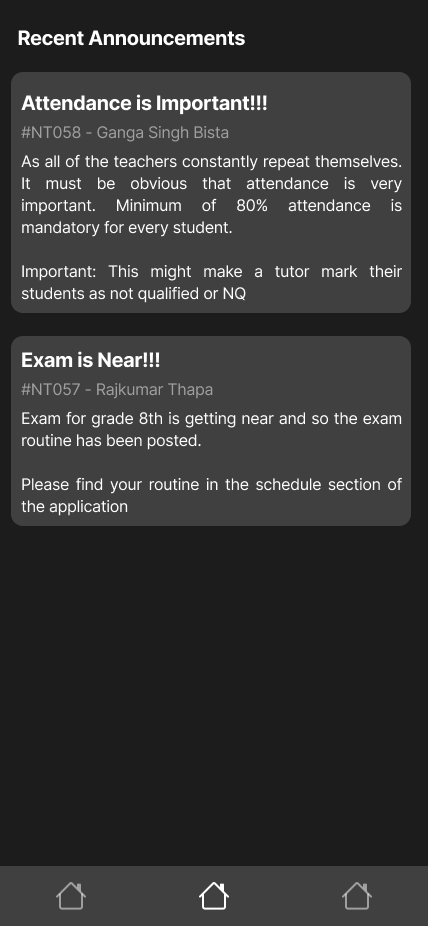 Recent Announcements
Attendance is Important!!!
#NT058 - Ganga Singh Bista
As all of the teachers constantly repeat themselves.
It must be obvious that attendance is very
important. Minimum of 80% attendance is
mandatory for every student.
Important: This might make a tutor mark their
students as not qualified or NQ
Exam is Near!!!
#NT057 - Rajkumar Thapa
Exam for grade 8th is getting near and so the exam
routine has been posted.
Please find your routine in the schedule section of
the application